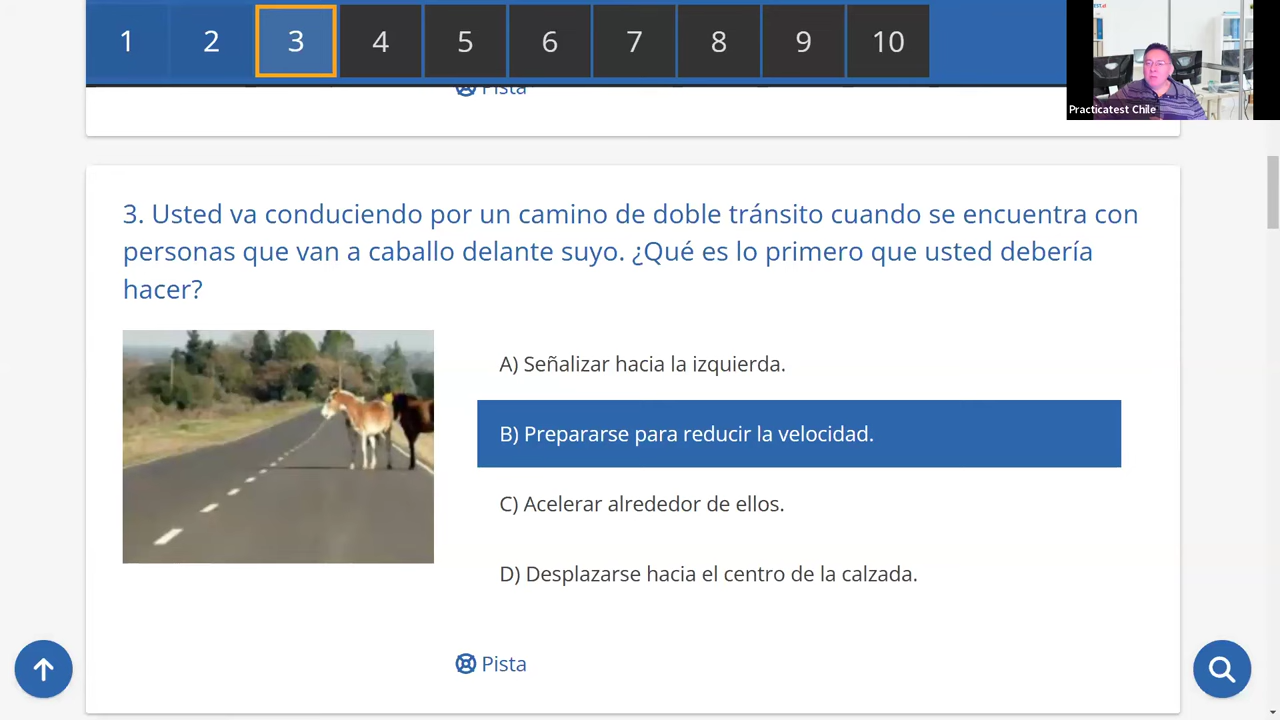 1 2 3 4 5 6 7 8 9 10
Practicatest Chile
Pista
3. Usted va conduciendo por un camino de doble tránsito cuando se encuentra con
personas que van a caballo delante suyo. ¿Qué es lo primero que usted debería
hacer?
A) Señalizar hacia la izquierda.
B) Prepararse para reducir la velocidad.
C) Acelerar alrededor de ellos.
D) Desplazarse hacia el centro de la calzada.
Pista